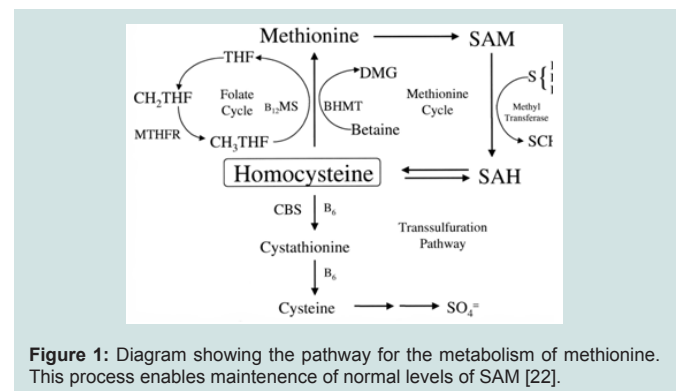 Methionine SAM
THF
DMG
S{
CH₂THF Folate Cycle B₁₂MS BHMT Methionine Cycle Methyl Transferase
MTHFR CH₃THF Betaine
SCH
Homocysteine SAH
CBS B₆
Transsulfuration
Cystathionine Pathway
B₆
Cysteine SO₄⁼
Figure 1: Diagram showing the pathway for the metabolism of methionine.
This process enables maintenence of normal levels of SAM [22].